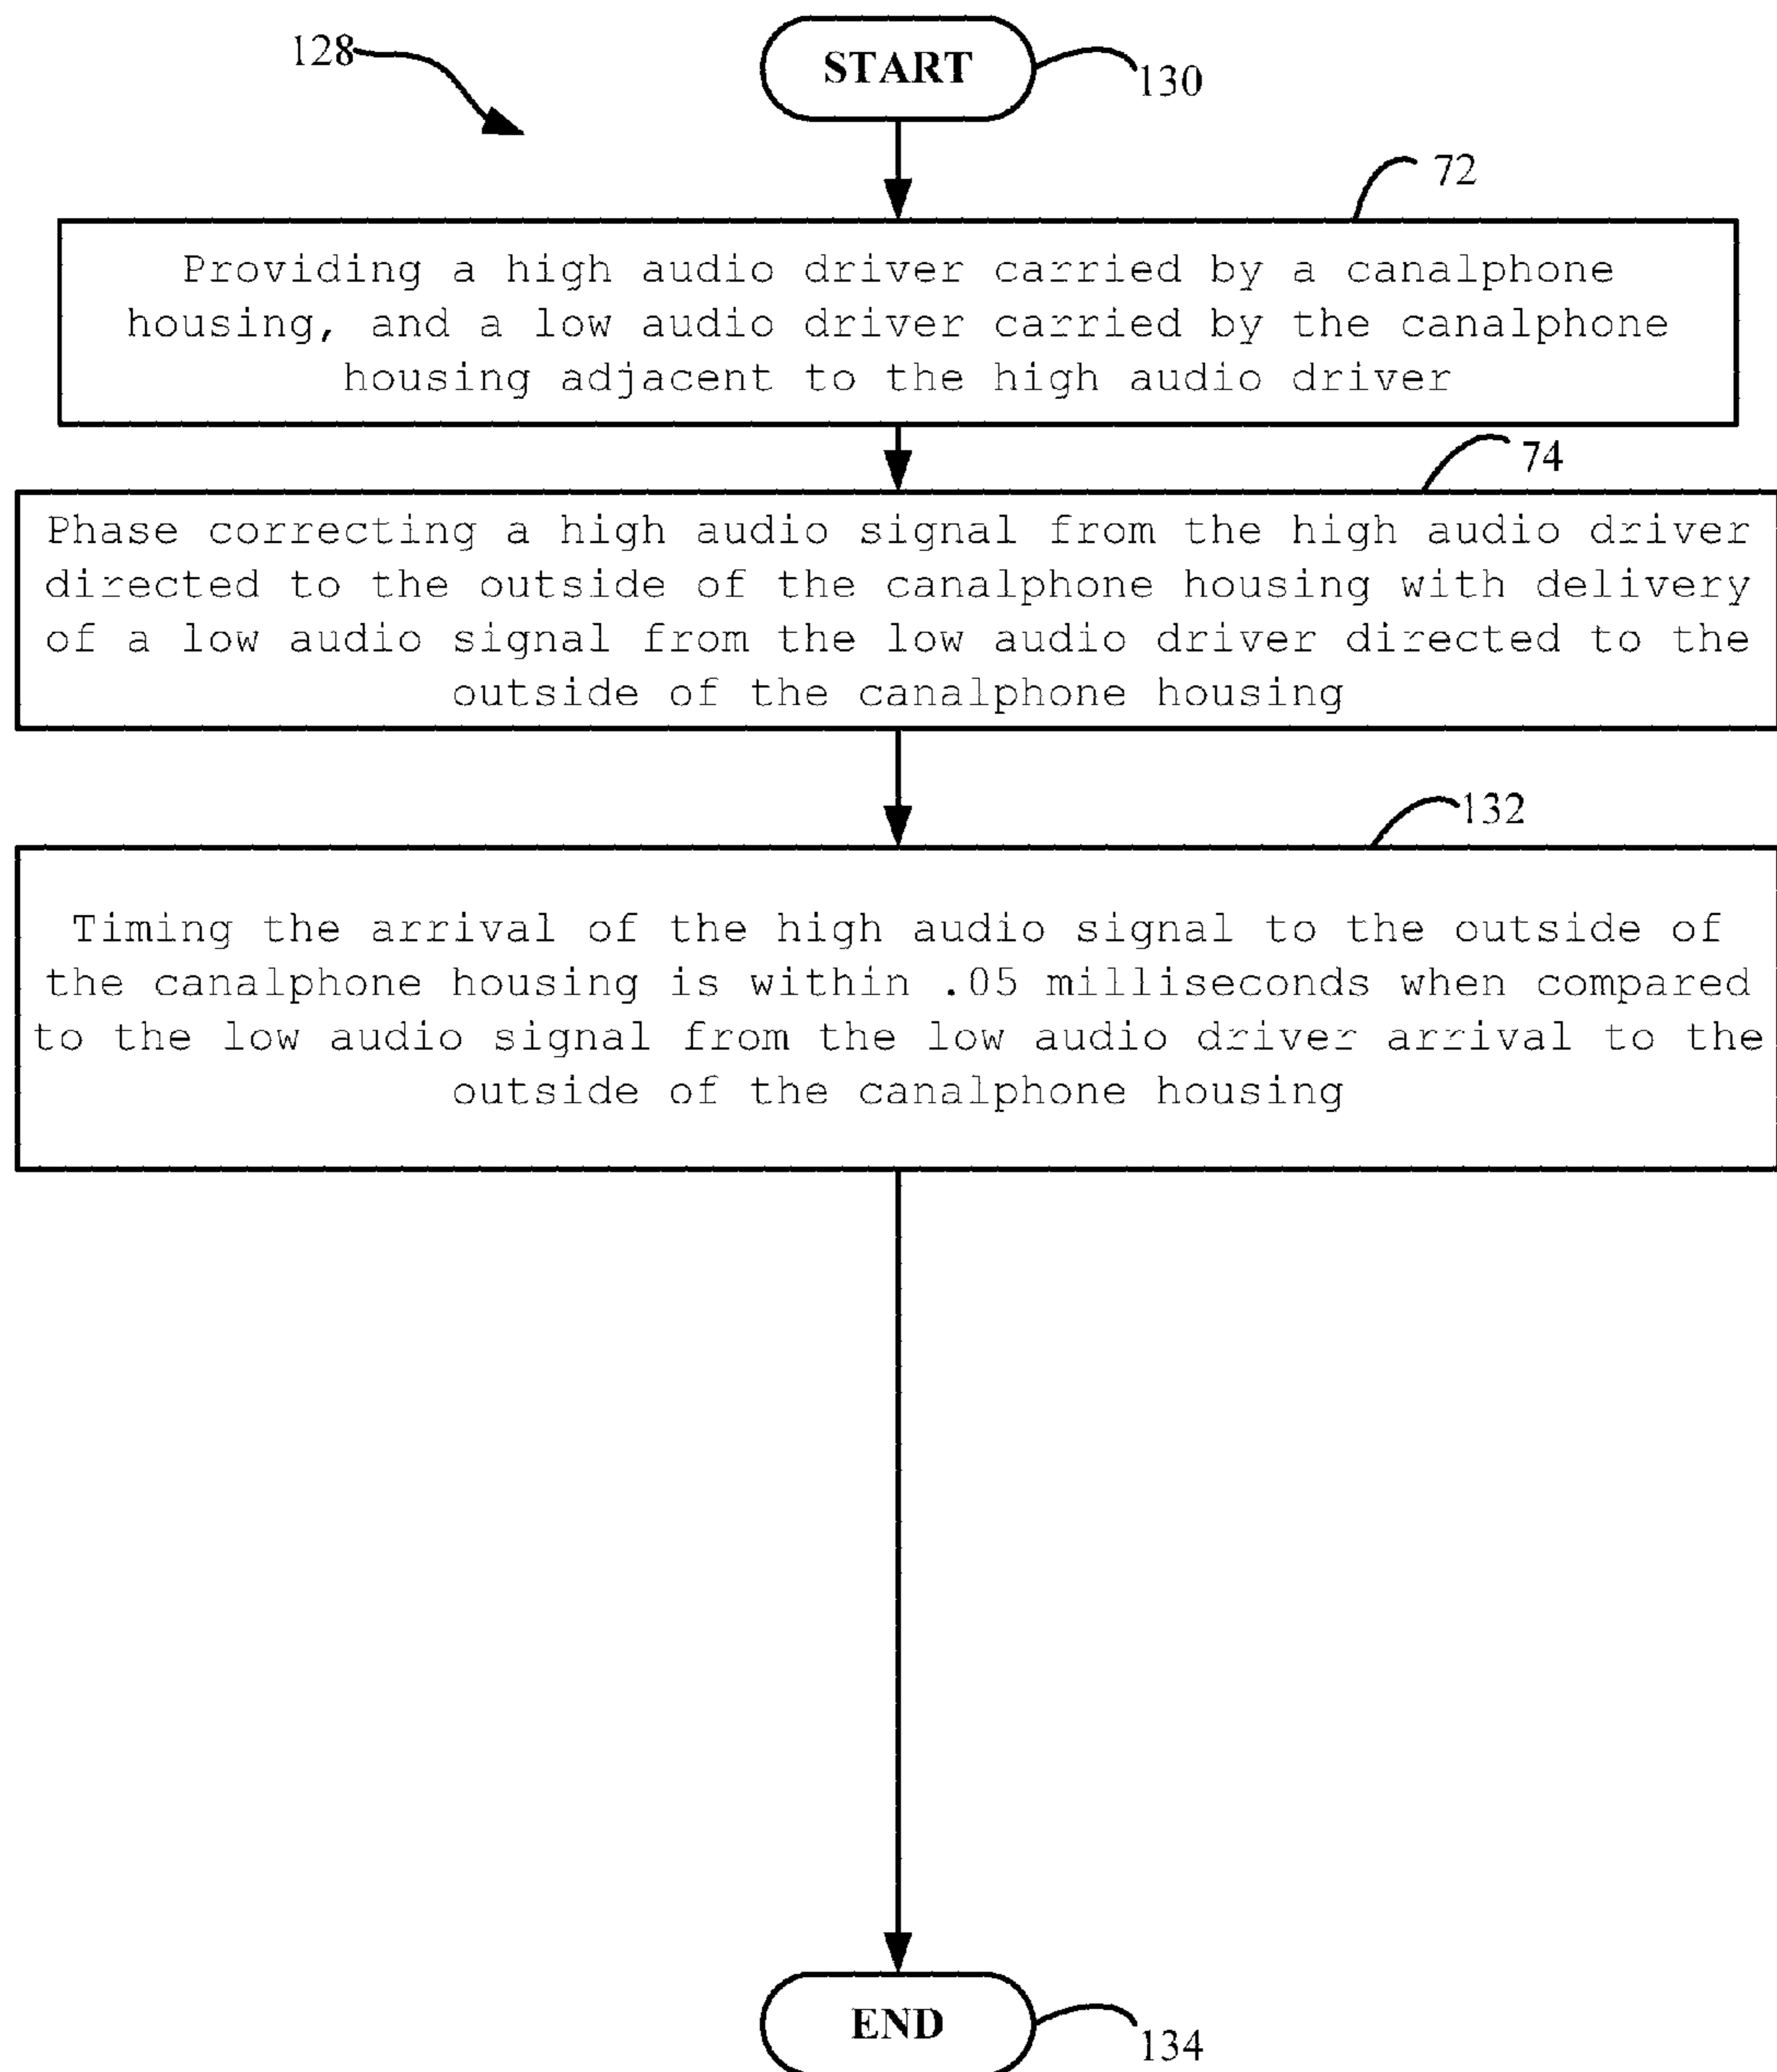 128
START
130
72
Providing a high audio driver carried by a canalphone
housing, and a low audio driver carried by the canalphone
housing adjacent to the high audio driver
74
Phase correcting a high audio signal from the high audio driver
directed to the outside of the canalphone housing with delivery
of a low audio signal from the low audio driver directed to the
outside of the canalphone housing
132
Timing the arrival of the high audio signal to the outside of
the canalphone housing is within .05 milliseconds when compared
to the low audio signal from the low audio driver arrival to the
outside of the canalphone housing
END
134